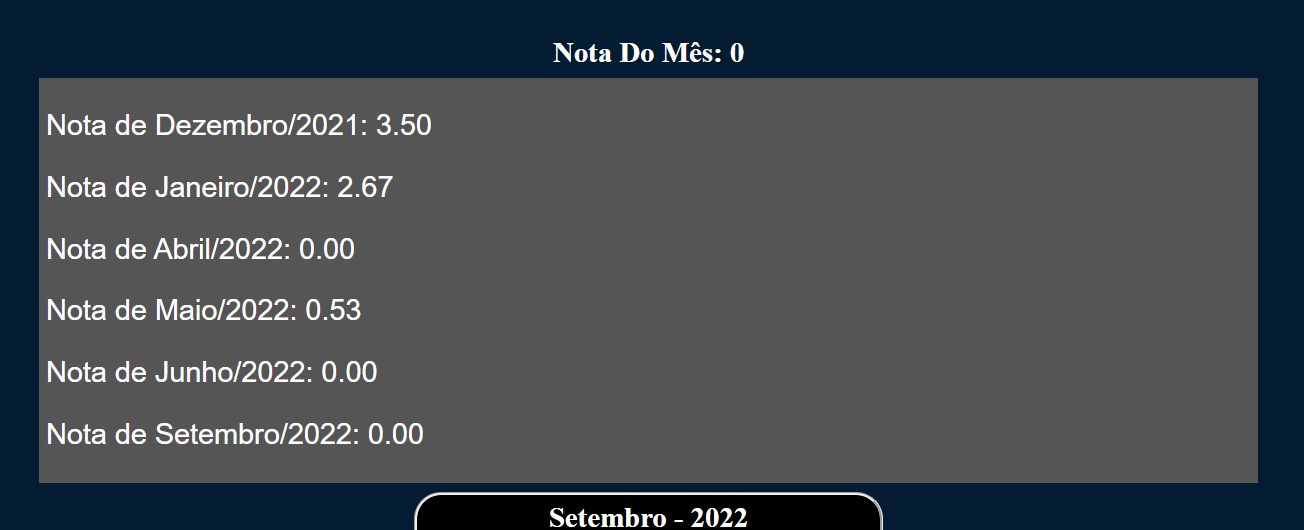 Nota Do Mês: 0
Nota de Dezembro/2021: 3.50
Nota de Janeiro/2022: 2.67
Nota de Abril/2022: 0.00
Nota de Maio/2022: 0.53
Nota de Junho/2022: 0.00
Nota de Setembro/2022: 0.00
Setembro - 2022